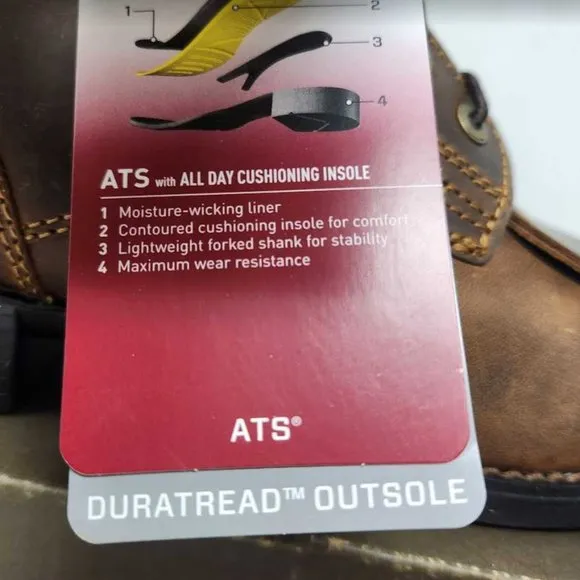 1
2
3
4
ATS with ALL DAY CUSHIONING INSOLE
1 Moisture-wicking liner
2 Contoured cushioning insole for comfort
3 Lightweight forked shank for stability
4 Maximum wear resistance
ATS®
DURATREAD™ OUTSOLE